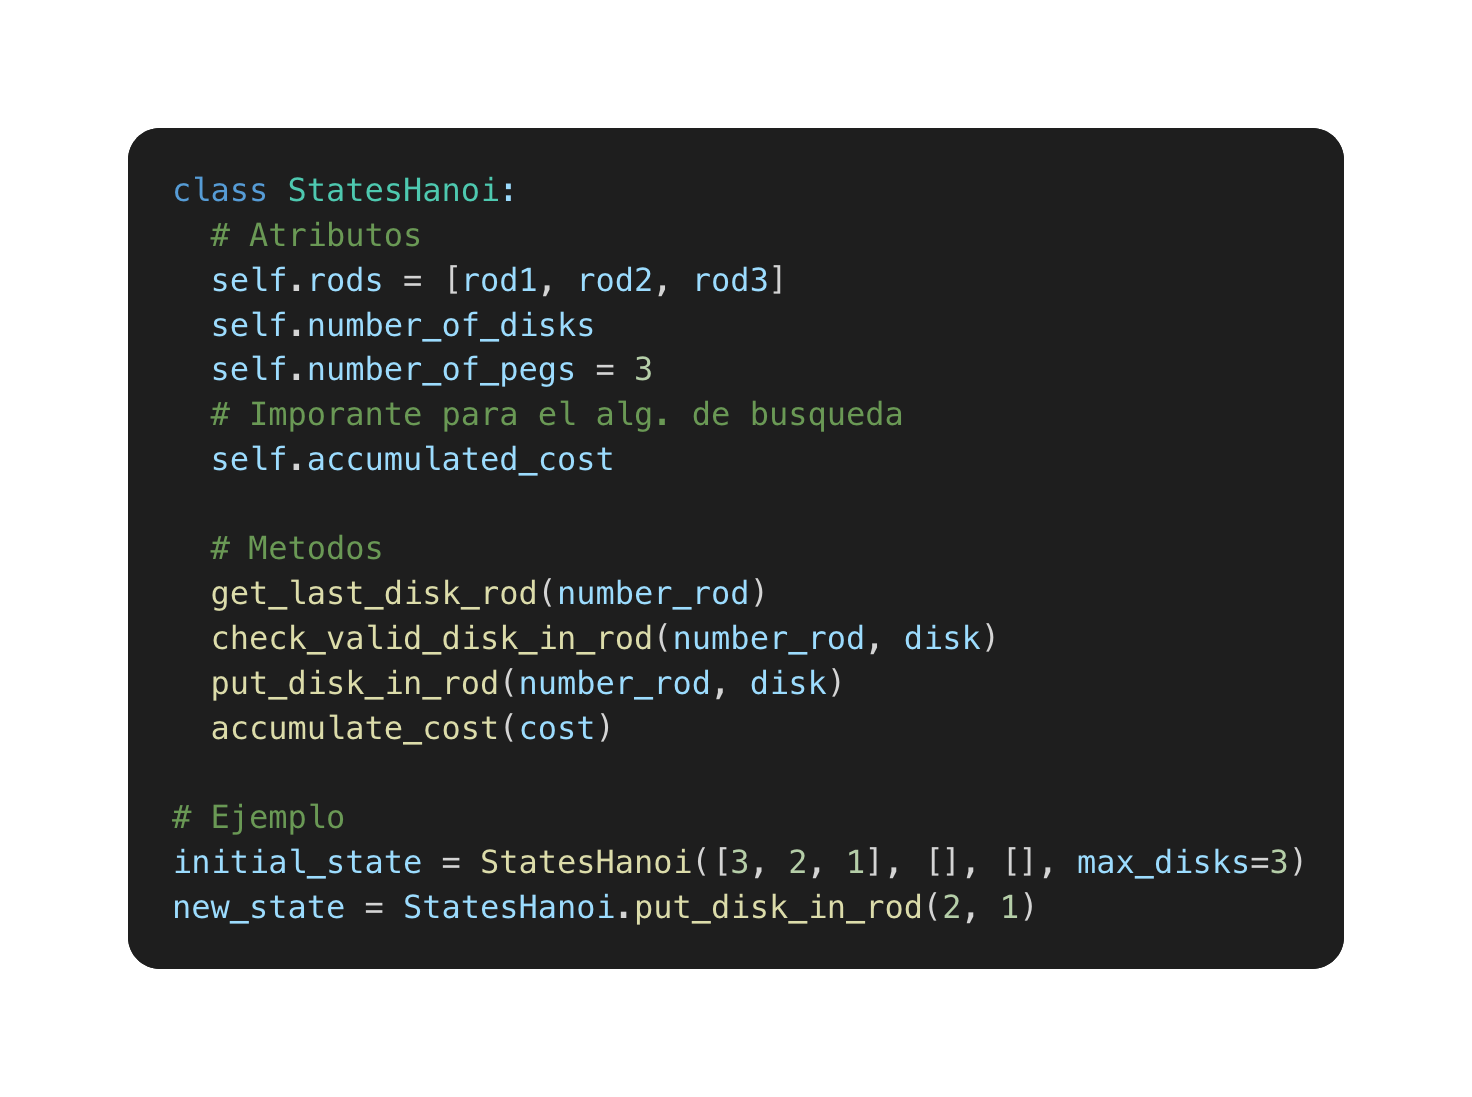 class StatesHanoi:
# Atributos
self.rods = [rod1, rod2, rod3]
self.number_of_disks
self.number_of_pegs = 3
# Imporante para el alg. de busqueda
self.accumulated_cost
# Metodos
get_last_disk_rod(number_rod)
check_valid_disk_in_rod(number_rod, disk)
put_disk_in_rod(number_rod, disk)
accumulate_cost(cost)
# Ejemplo
initial_state = StatesHanoi([3, 2, 1], [], [], max_disks=3)
new_state = StatesHanoi.put_disk_in_rod(2, 1)